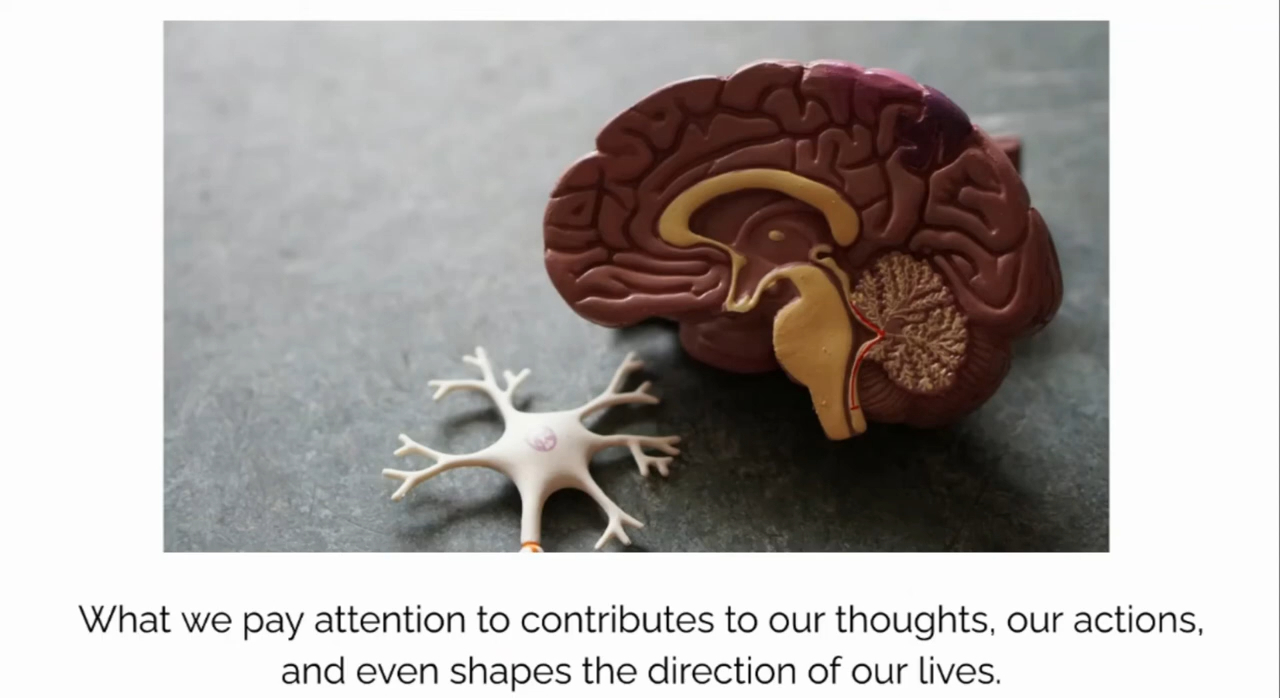 What we pay attention to contributes to our thoughts, our actions,
and even shapes the direction of our lives.